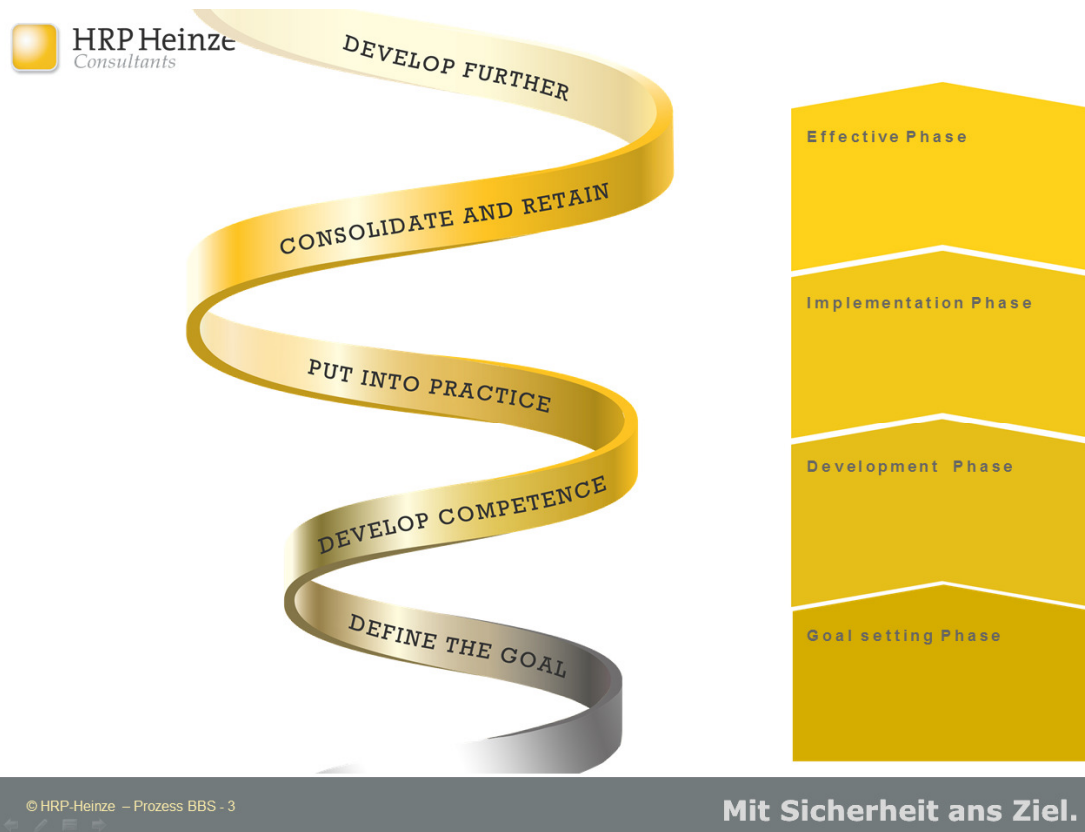 HRP Heinze
Consultants
DEVELOP FURTHER
CONSOLIDATE AND RETAIN
PUT INTO PRACTICE
DEVELOP COMPETENCE
DEFINE THE GOAL
Effective Phase
Implementation Phase
Development Phase
Goal setting Phase
© HRP-Heinze – Prozess BBS - 3
Mit Sicherheit ans Ziel.